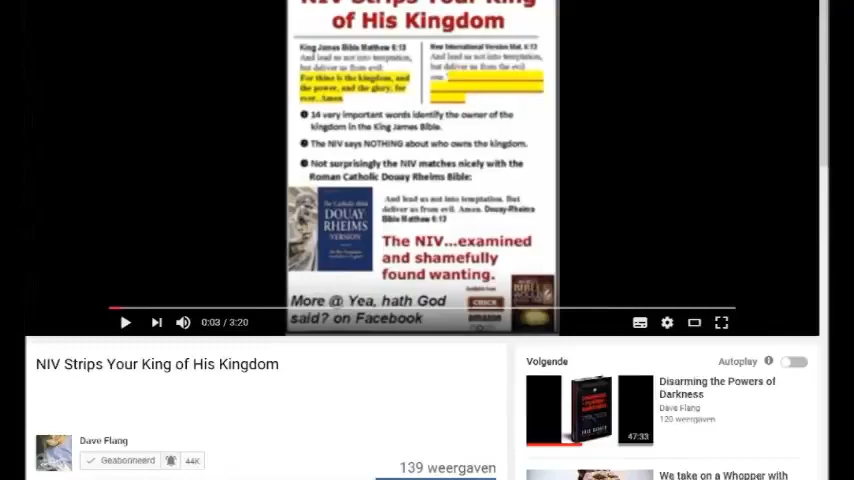 NIV Strips Your King
of His Kingdom
King James Bible Matthew 6:13
And lead us not into temptation,
but deliver us from evil:
For thine is the kingdom, and
the power, and the glory, for
ever. Amen.
New International Version Mat. 6:13
And lead us not into temptation,
but deliver us from the evil
one.
❶ 14 very important words identify the owner of the
kingdom in the King James Bible.
❷ The NIV says NOTHING about who owns the kingdom.
❸ Not surprisingly the NIV matches nicely with the
Roman Catholic Douay Rheims Bible:
DOUAY
RHEIMS
VERSION
And lead us not into temptation. But
deliver us from evil. Amen. Douay-Rheims
Bible Matthew 6:13
The NIV...examined
and shamefully
found wanting.
Available from
CHICK
amazon
More @ Yea, hath God
said? on Facebook
0:03 / 3:20
NIV Strips Your King of His Kingdom
Dave Flang
Geabonneerd
44K
139 weergaven
Volgende
Autoplay
47:33
Disarming the Powers of
Darkness
Dave Flang
120 weergaven
We take on a Whopper with